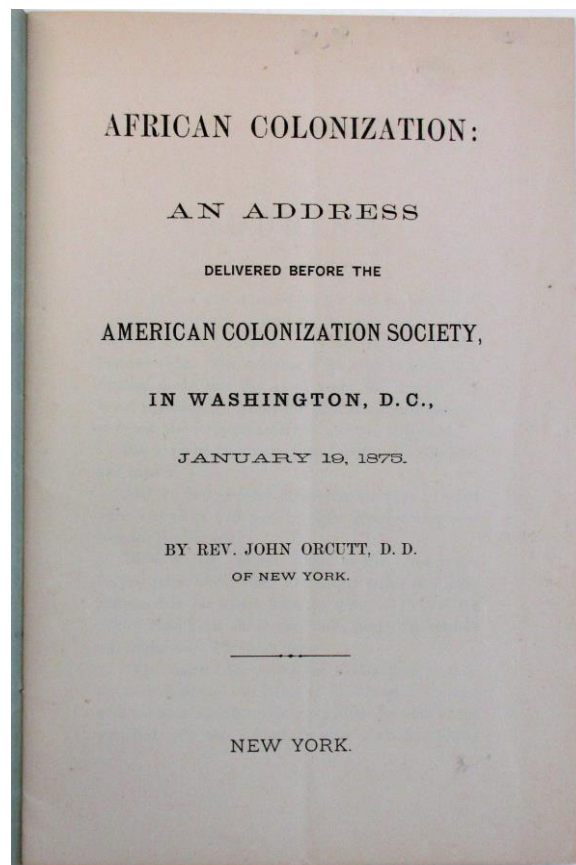 AFRICAN COLONIZATION:
AN ADDRESS
DELIVERED BEFORE THE
AMERICAN COLONIZATION SOCIETY,
IN WASHINGTON, D. C.,
JANUARY 19, 1875.
BY REV. JOHN ORCUTT, D. D.
OF NEW YORK.
NEW YORK.